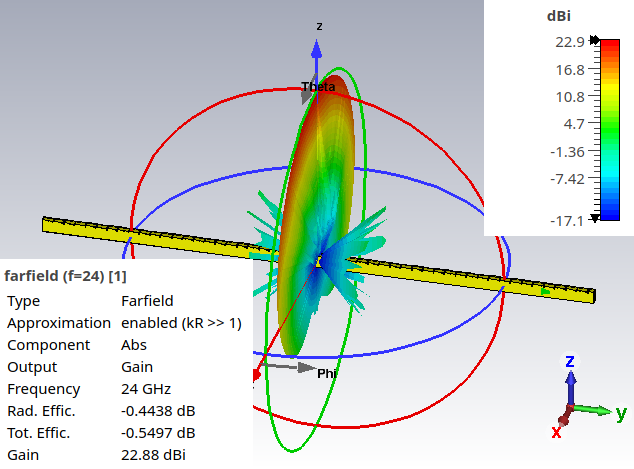 dBi
22.9
16.8
10.8
4.7
-1.36
-7.42
-17.1
z
Theta
Phi
farfield (f=24) [1]
Type Farfield
Approximation enabled (kR >> 1)
Component Abs
Output Gain
Frequency 24 GHz
Rad. Effic. -0.4438 dB
Tot. Effic. -0.5497 dB
Gain 22.88 dBi
z
y
x